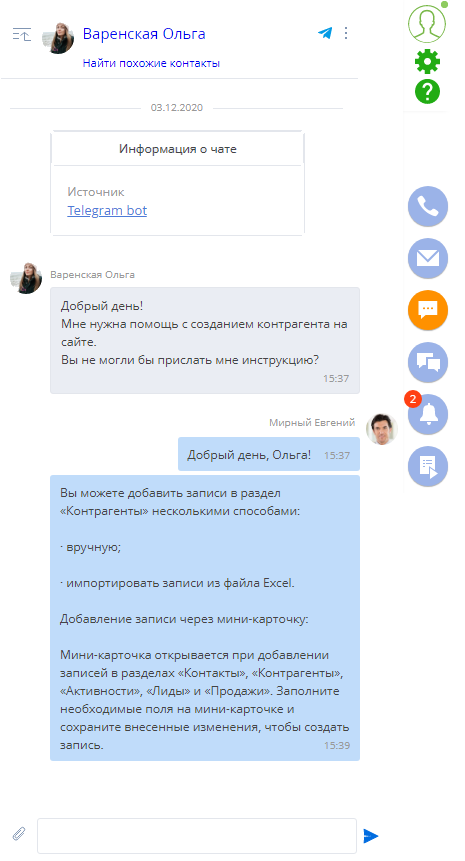 Варенская Ольга
Найти похожие контакты
03.12.2020
Информация о чате
Источник
Telegram bot
Варенская Ольга
Добрый день!
Мне нужна помощь с созданием контрагента на
сайте.
Вы не могли бы прислать мне инструкцию?
15:37
Мирный Евгений
Добрый день, Ольга! 15:37
Вы можете добавить записи в раздел
«Контрагенты» несколькими способами:
· вручную;
· импортировать записи из файла Excel.
Добавление записи через мини-карточку:
Мини-карточка открывается при добавлении
записей в разделах «Контакты», «Контрагенты»,
«Активности», «Лиды» и «Продажи». Заполните
необходимые поля на мини-карточке и
сохраните внесенные изменения, чтобы создать
запись. 15:39
?
2